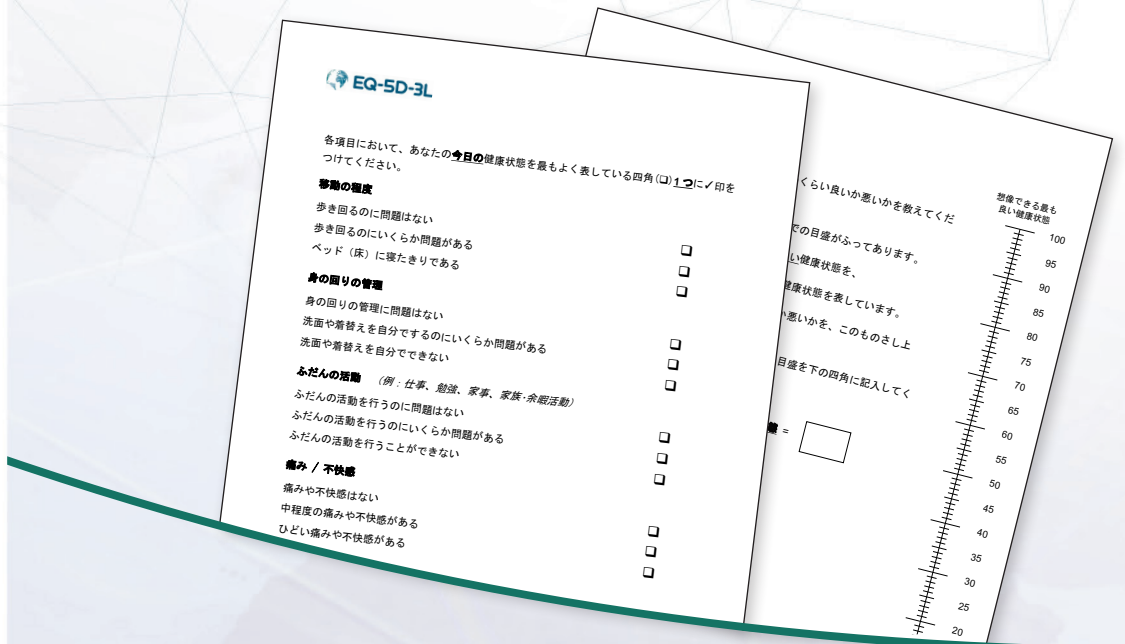 EQ-5D-3L
各項目において、あなたの今日の健康状態を最もよく表している四角(❑)1つに✓印を
つけてください。
移動の程度
歩き回るのに問題はない ❑
歩き回るのにいくらか問題がある ❑
ベッド（床）に寝たきりである ❑
身の回りの管理
身の回りの管理に問題はない ❑
洗面や着替えを自分でするのにいくらか問題がある ❑
洗面や着替えを自分でできない ❑
ふだんの活動 （例：仕事、勉強、家事、家族･余暇活動）
ふだんの活動を行うのに問題はない ❑
ふだんの活動を行うのにいくらか問題がある ❑
ふだんの活動を行うことができない ❑
痛み / 不快感
痛みや不快感はない ❑
中程度の痛みや不快感がある ❑
ひどい痛みや不快感がある ❑
くらい良いか悪いかを教えてくだ
での目盛がふってあります。
い健康状態を、
健康状態を表しています。
悪いかを、このものさし上
目盛を下の四角に記入してく
=
想像できる最も
良い健康状態
100
95
90
85
80
75
70
65
60
55
50
45
40
35
30
25
20